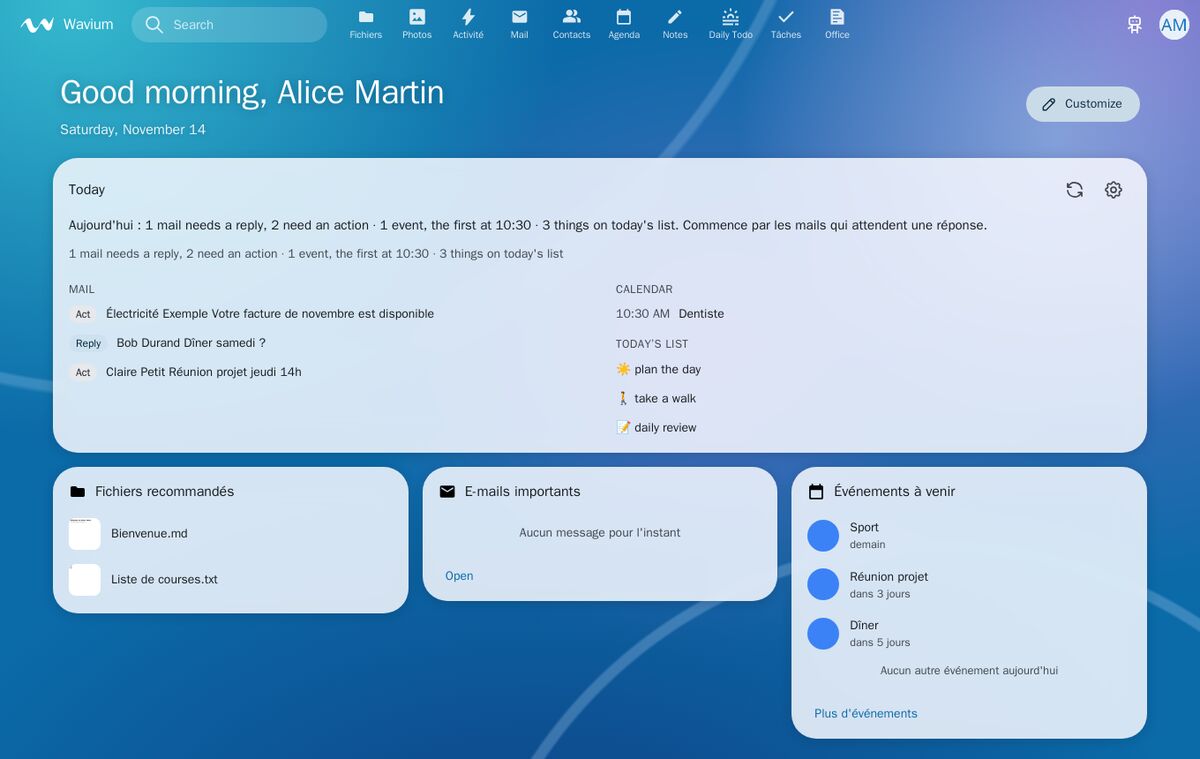 Wavium
Search
Fichiers
Photos
Activité
Mail
Contacts
Agenda
Notes
Daily Todo
Tâches
Office
AM
Good morning, Alice Martin
Saturday, November 14
Customize
Today
Aujourd'hui : 1 mail needs a reply, 2 need an action · 1 event, the first at 10:30 · 3 things on today's list. Commence par les mails qui attendent une réponse.
1 mail needs a reply, 2 need an action · 1 event, the first at 10:30 · 3 things on today's list
MAIL
Act Électricité Exemple Votre facture de novembre est disponible
Reply Bob Durand Dîner samedi ?
Act Claire Petit Réunion projet jeudi 14h
CALENDAR
10:30 AM Dentiste
TODAY'S LIST
☀️ plan the day
🚶 take a walk
📝 daily review
Fichiers recommandés
Bienvenue.md
Liste de courses.txt
E-mails importants
Aucun message pour l'instant
Open
Événements à venir
Sport
demain
Réunion projet
dans 3 jours
Dîner
dans 5 jours
Aucun autre événement aujourd'hui
Plus d'événements